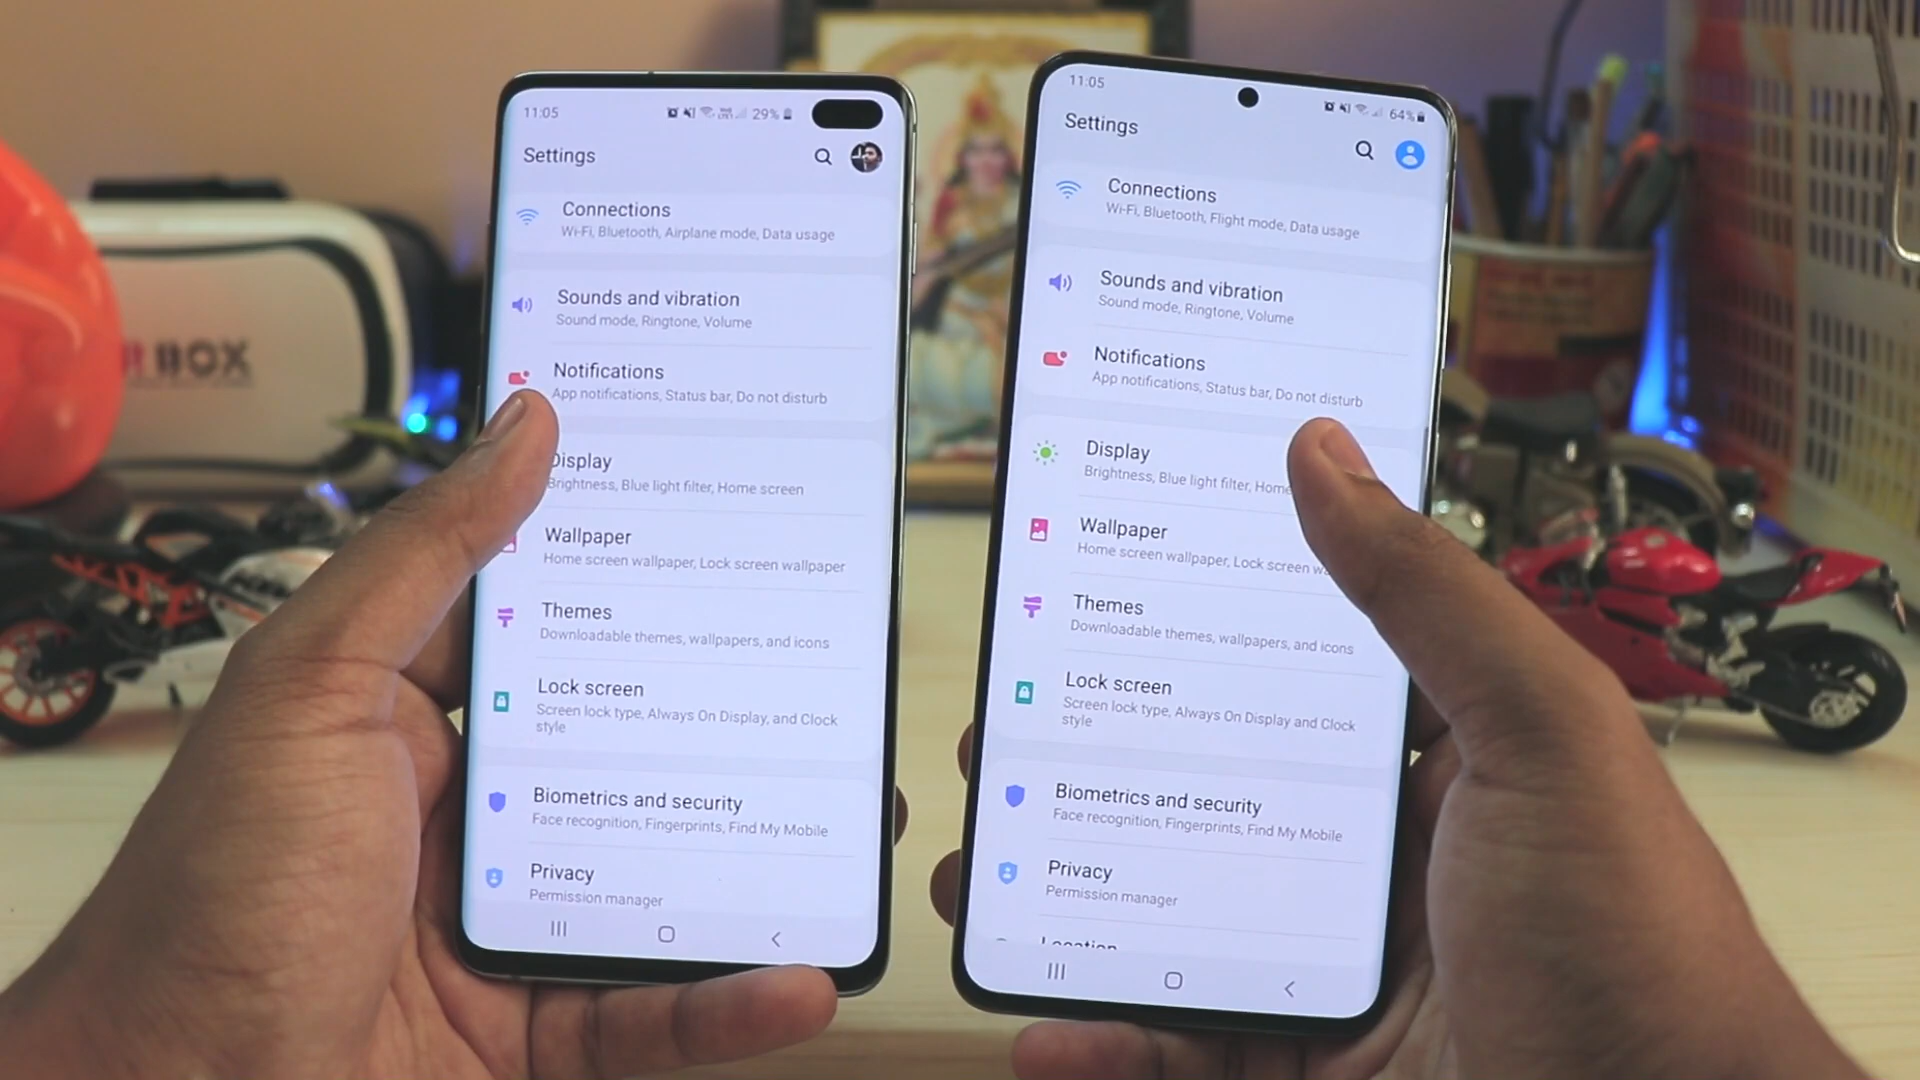 11:05
29%
Settings
Connections
Wi-Fi, Bluetooth, Airplane mode, Data usage
Sounds and vibration
Sound mode, Ringtone, Volume
Notifications
App notifications, Status bar, Do not disturb
Display
Brightness, Blue light filter, Home screen
Wallpaper
Home screen wallpaper, Lock screen wallpaper
Themes
Downloadable themes, wallpapers, and icons
Lock screen
Screen lock type, Always On Display, and Clock
style
Biometrics and security
Face recognition, Fingerprints, Find My Mobile
Privacy
Permission manager
11:05
64%
Settings
Connections
Wi-Fi, Bluetooth, Flight mode, Data usage
Sounds and vibration
Sound mode, Ringtone, Volume
Notifications
App notifications, Status bar, Do not disturb
Display
Brightness, Blue light filter, Home
Wallpaper
Home screen wallpaper, Lock screen
Themes
Downloadable themes, wallpapers, and icons
Lock screen
Screen lock type, Always On Display and Clock
style
Biometrics and security
Face recognition, Fingerprints, Find My Mobile
Privacy
Permission manager
Location
BOX